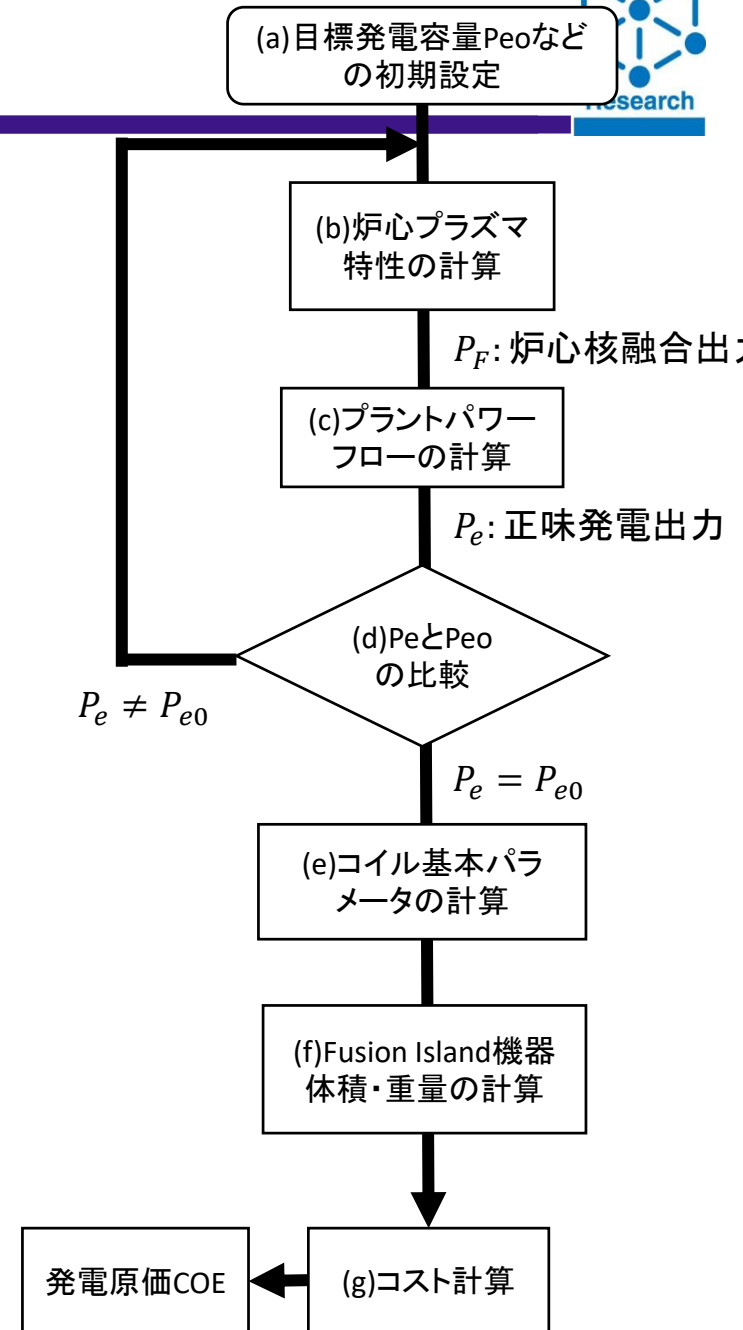 (a)目標発電容量Peoなど
の初期設定
Research
(b)炉心プラズマ
特性の計算
P_F: 炉心核融合出
(c)プラントパワー
フローの計算
P_e: 正味発電出力
(d)PeとPeo
の比較
P_e ≠ P_{e0}
P_e = P_{e0}
(e)コイル基本パラ
メータの計算
(f)Fusion Island機器
体積・重量の計算
発電原価COE
(g)コスト計算